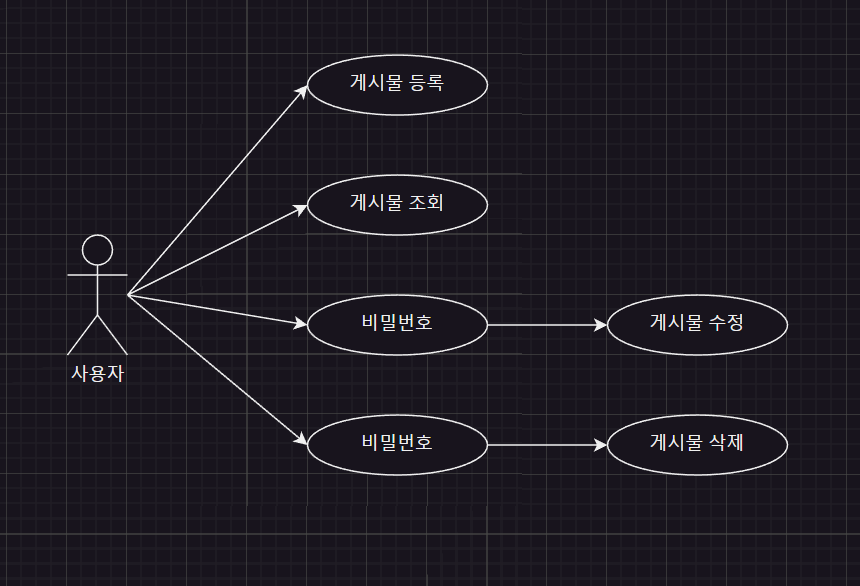 게시물 등록
게시물 조회
비밀번호
게시물 수정
사용자
비밀번호
게시물 삭제